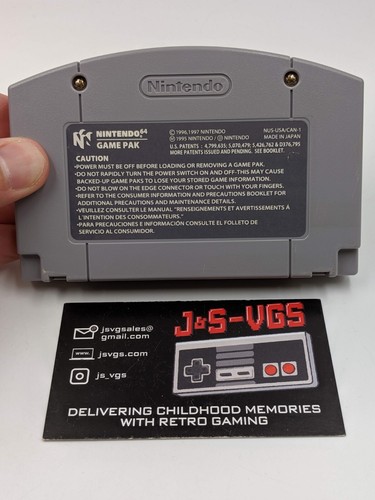 Nintendo
NINTENDO 64
GAME PAK
© 1996, 1997 NINTENDO
NUS-USA/CAN-1
Ⓜ 1995 NINTENDO
MADE IN JAPAN
U.S. PATENTS : 4,799,635; 5,070,479; 5,426,762 & D376,795
MORE PATENTS ISSUED AND PENDING. SEE BOOKLET.
CAUTION
•POWER MUST BE OFF BEFORE LOADING OR REMOVING A GAME PAK.
•DO NOT RAPIDLY TURN THE POWER SWITCH ON AND OFF-THIS MAY CAUSE
BACKED-UP GAME PAKS TO LOSE YOUR STORED GAME INFORMATION.
•DO NOT BLOW ON THE EDGE CONNECTOR OR TOUCH WITH YOUR FINGERS.
•REFER TO THE CONSUMER INFORMATION AND PRECAUTIONS BOOKLET FOR
ADDITIONAL PRECAUTIONS AND MAINTENANCE DETAILS.
•VEUILLEZ CONSULTER LE MANUAL "RENSEIGNEMENTS ET AVERTISSEMENTS À
L'INTENTION DES CONSOMMATEURS".
•PARA PRECAUCIONES E INFORMACIÓN CONSULTE EL FOLLETO DE
SERVICIO AL CONSUMIDOR.
J&S-VGS
jsvgsales@
gmail.com
www.
jsvgs.com
js_vgs
DELIVERING CHILDHOOD MEMORIES
WITH RETRO GAMING